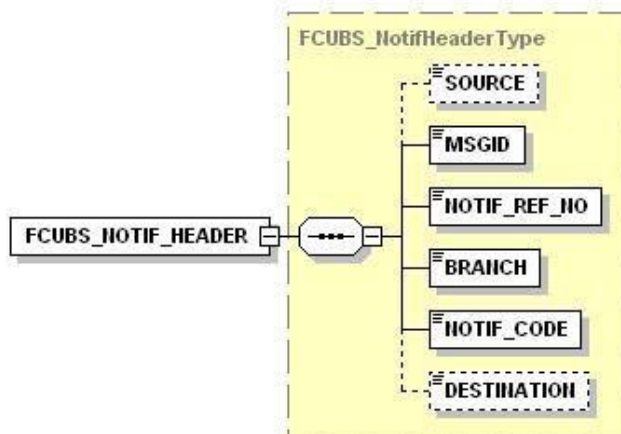 FCUBS_NotifHeaderType
SOURCE
MSGID
NOTIF_REF_NO
FCUBS_NOTIF_HEADER
BRANCH
NOTIF_CODE
DESTINATION